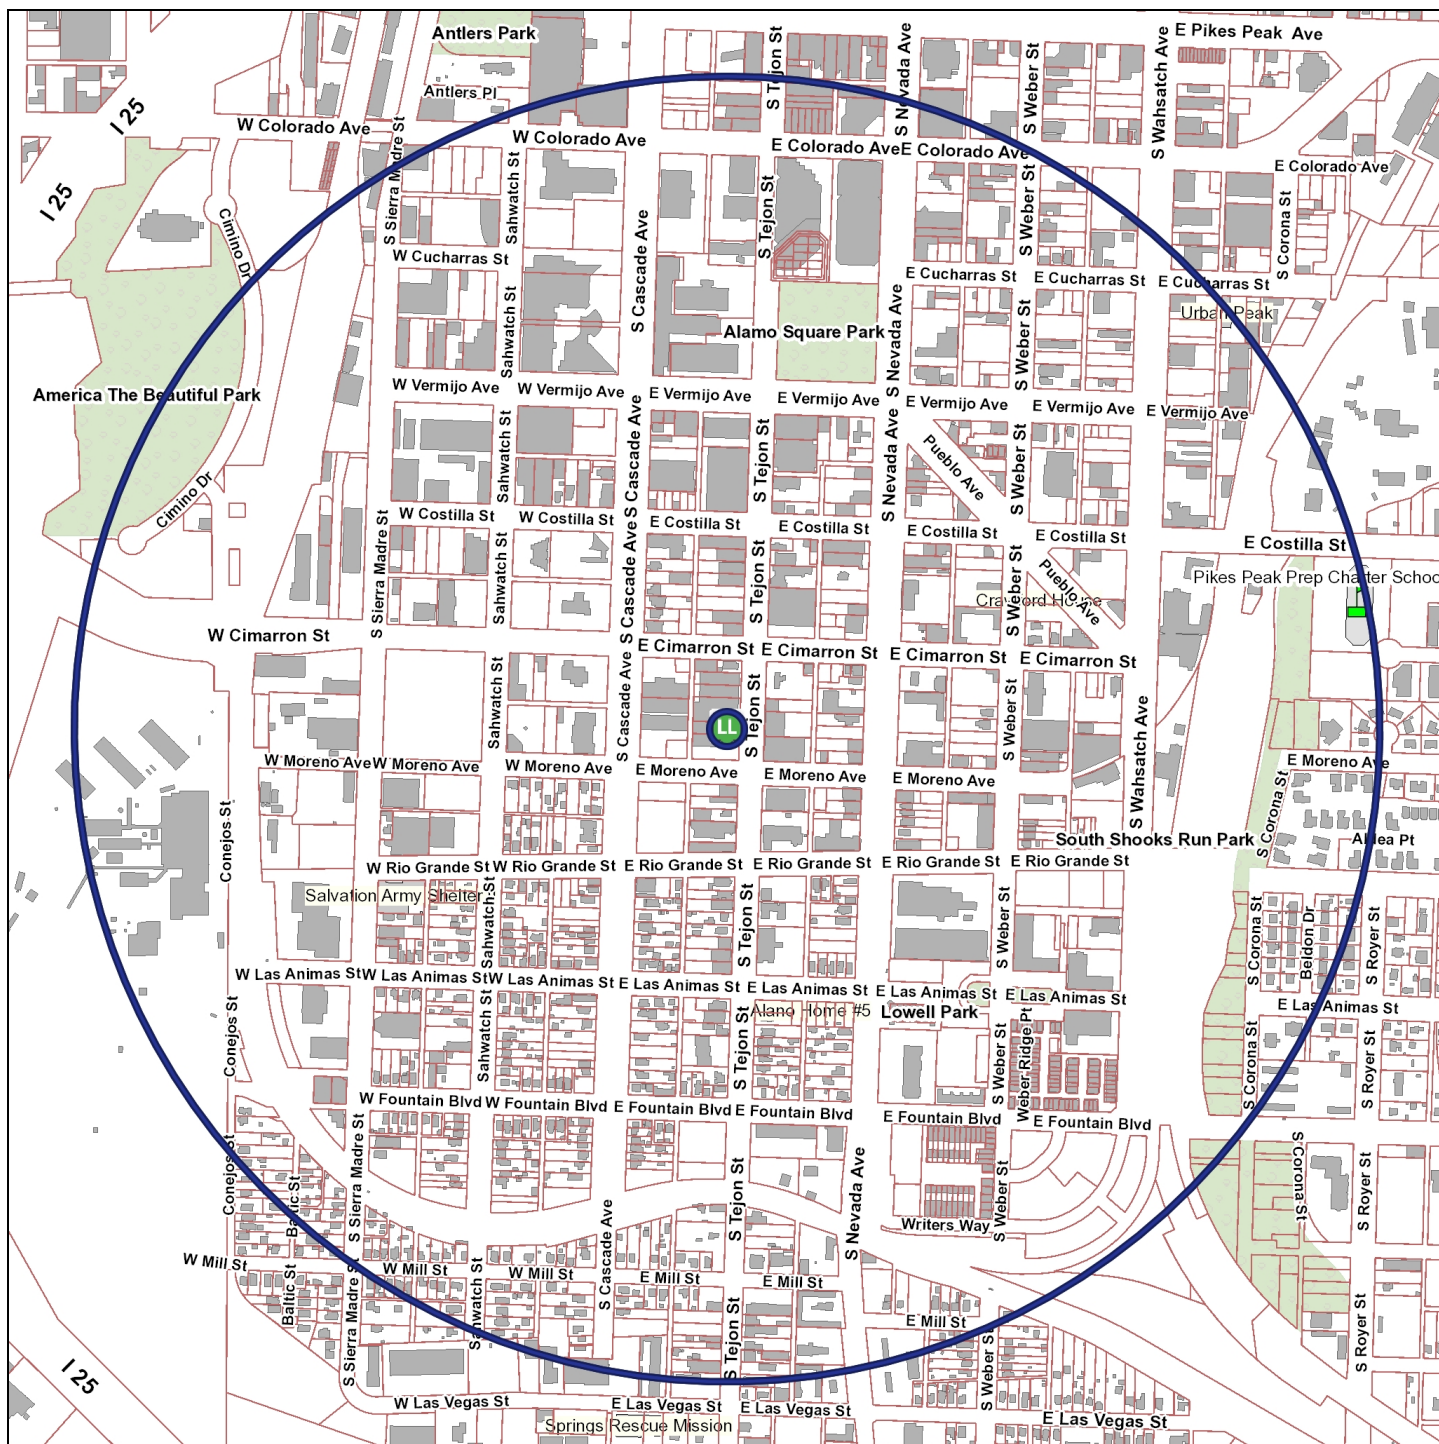 Antlers Park
S Tejon St
S Nevada Ave
S Weber St
S Wahsatch Ave
E Pikes Peak Ave
Antlers Pl
I 25
W Colorado Ave
S Sierra Madre St
W Colorado Ave
E Colorado Ave
E Colorado Ave
E Colorado Ave
I 25
Cimino Dr
Sahwatch St
S Cascade Ave
S Tejon St
S Weber St
S Corona St
W Cucharras St
E Cucharras St
E Cucharras St
E Cucharras St
Urban Peak
Sahwatch St
Alamo Square Park
S Nevada Ave
S Weber St
America The Beautiful Park
W Vermijo Ave
W Vermijo Ave
E Vermijo Ave
E Vermijo Ave
E Vermijo Ave
E Vermijo Ave
E Vermijo Ave
Cimino Dr
Sahwatch St
S Cascade Ave
S Tejon St
S Nevada Ave
Pueblo Ave
S Weber St
W Costilla St
W Costilla St
E Costilla St
E Costilla St
E Costilla St
E Costilla St
E Costilla St
S Sierra Madre St
Sahwatch St
S Cascade Ave
S Tejon St
S Weber St
Pueblo Ave
Crawford House
Pikes Peak Prep Charter Schoo
W Cimarron St
E Cimarron St
E Cimarron St
E Cimarron St
E Cimarron St
Sahwatch St
S Cascade Ave
LL
S Tejon St
S Weber St
S Wahsatch Ave
W Moreno Ave
W Moreno Ave
W Moreno Ave
E Moreno Ave
E Moreno Ave
E Moreno Ave
E Moreno Ave
Conejos St
S Corona St
South Shooks Run Park
Aldea Pt
W Rio Grande St
W Rio Grande St
E Rio Grande St
E Rio Grande St
E Rio Grande St
E Rio Grande St
Salvation Army Shelter
Sahwatch St
S Tejon St
S Weber St
S Corona St
Beldon Dr
S Royer St
W Las Animas St
W Las Animas St
W Las Animas St
E Las Animas St
E Las Animas St
E Las Animas St
E Las Animas St
E Las Animas St
Conejos St
Sahwatch St
S Tejon St
Alano Home #5
Lowell Park
S Weber St
Weber Ridge Pt
S Corona St
S Royer St
W Fountain Blvd
W Fountain Blvd
E Fountain Blvd
E Fountain Blvd
E Fountain Blvd
E Fountain Blvd
Conejos St
Baltic St
S Sierra Madre St
S Tejon St
S Nevada Ave
S Weber St
S Corona St
S Royer St
Writers Way
W Mill St
W Mill St
W Mill St
E Mill St
E Mill St
E Mill St
Baltic St
S Sierra Madre St
Sahwatch St
S Cascade Ave
S Tejon St
S Weber St
S Royer St
I 25
W Las Vegas St
E Las Vegas St
E Las Vegas St
E Las Vegas St
Springs Rescue Mission